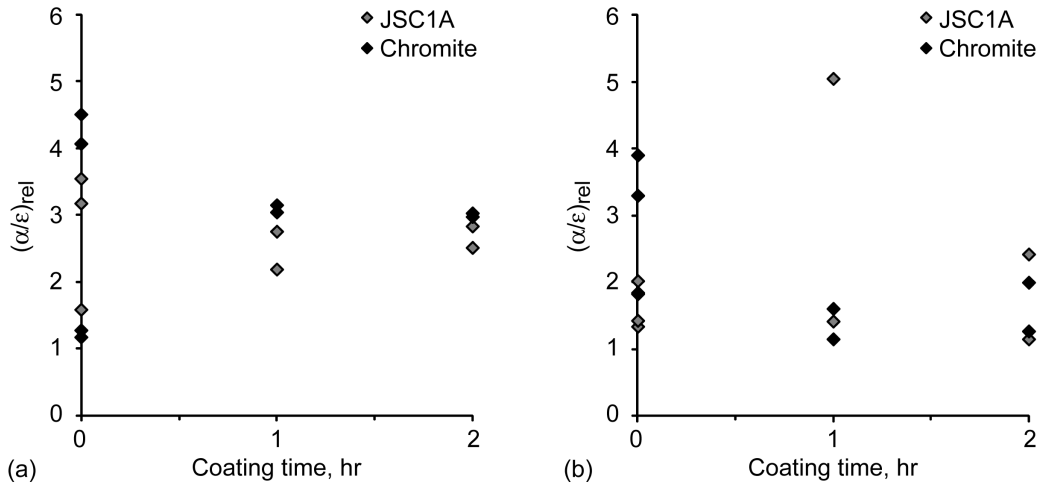 6
5
4
3
2
1
0
(α/ε)rel
JSC1A
Chromite
0 1 2
Coating time, hr
(a)
6
5
4
3
2
1
0
(α/ε)rel
JSC1A
Chromite
0 1 2
Coating time, hr
(b)